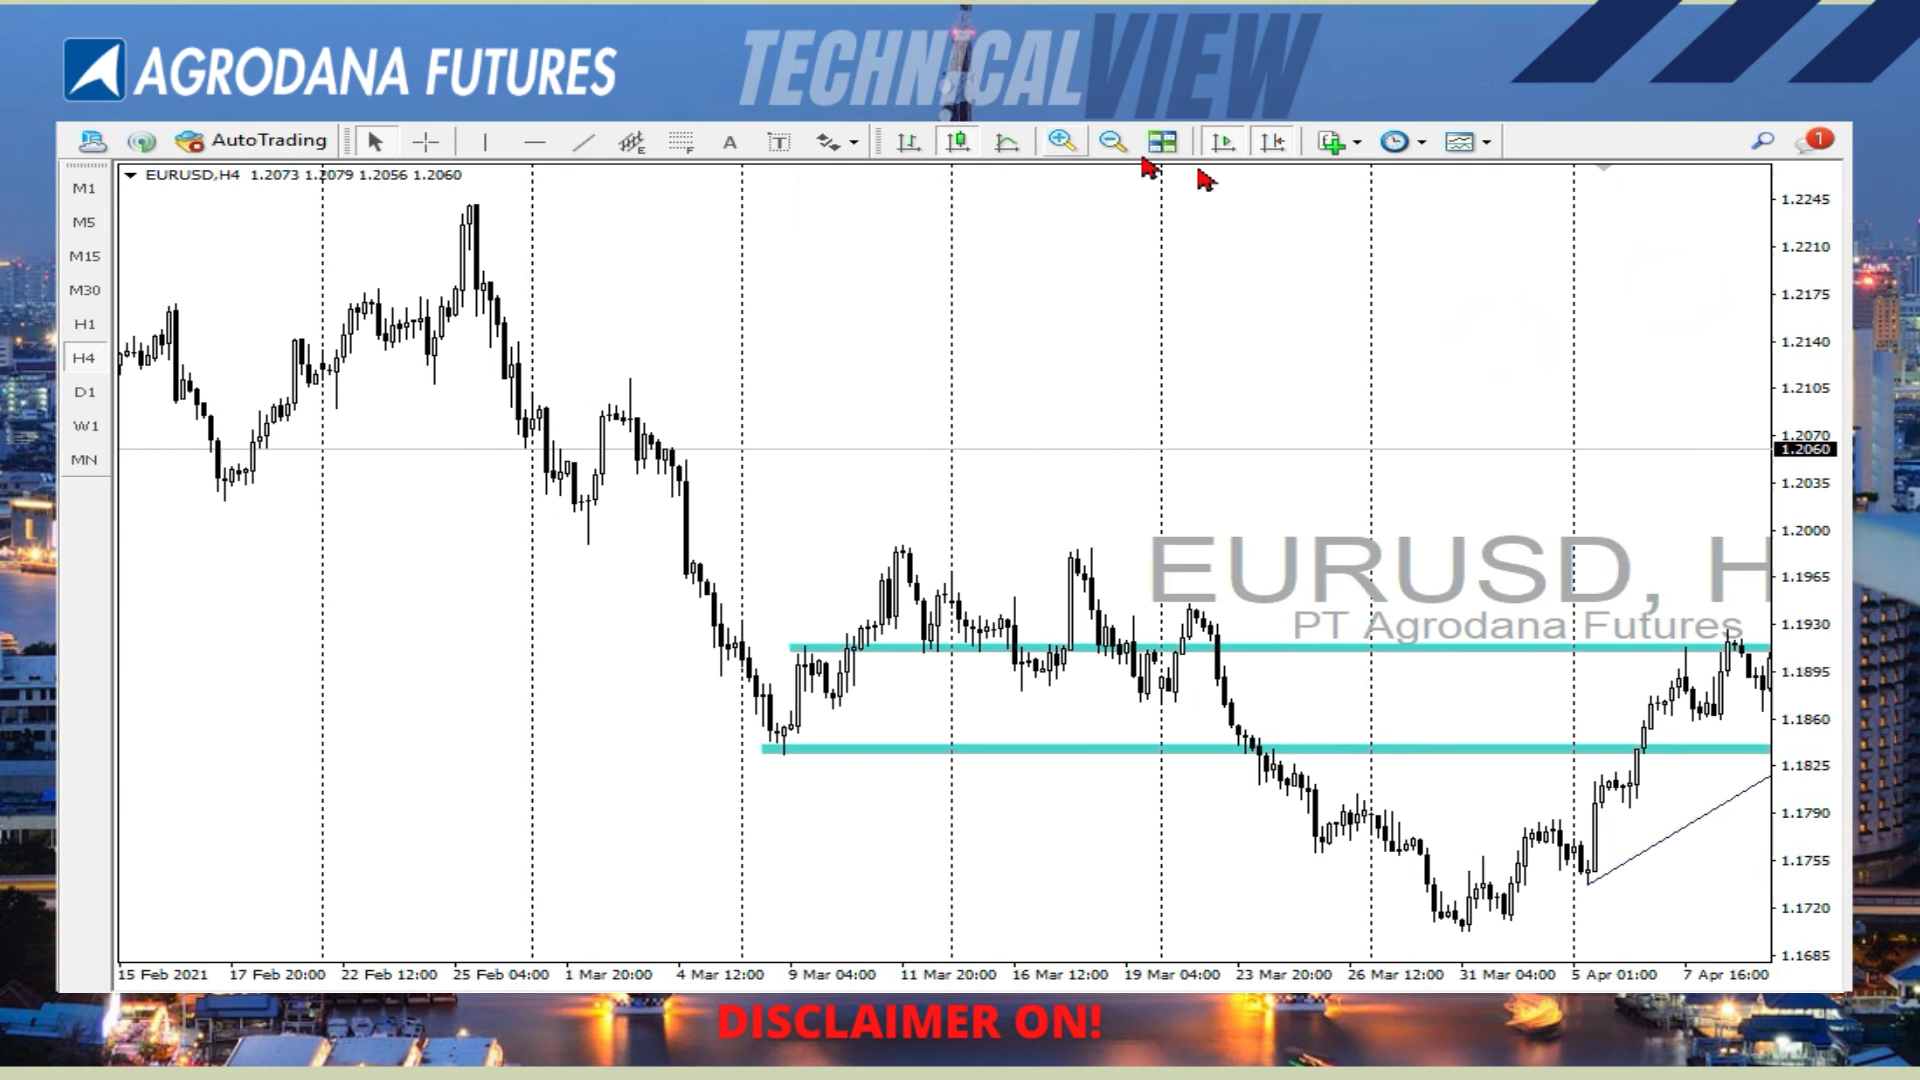 AGRODANA FUTURES
TECHNICAL VIEW
AutoTrading
E
F
A
T
1
M1
M5
M15
M30
H1
H4
D1
W1
MN
EURUSD,H4 1.2073 1.2079 1.2056 1.2060
1.2245
1.2210
1.2175
1.2140
1.2105
1.2070
1.2060
1.2035
1.2000
1.1965
1.1930
1.1895
1.1860
1.1825
1.1790
1.1755
1.1720
1.1685
EURUSD, H
PT Agrodana Futures
15 Feb 2021 17 Feb 20:00 22 Feb 12:00 25 Feb 04:00 1 Mar 20:00 4 Mar 12:00 9 Mar 04:00 11 Mar 20:00 16 Mar 12:00 19 Mar 04:00 23 Mar 20:00 26 Mar 12:00 31 Mar 04:00 5 Apr 01:00 7 Apr 16:00
DISCLAIMER ON!